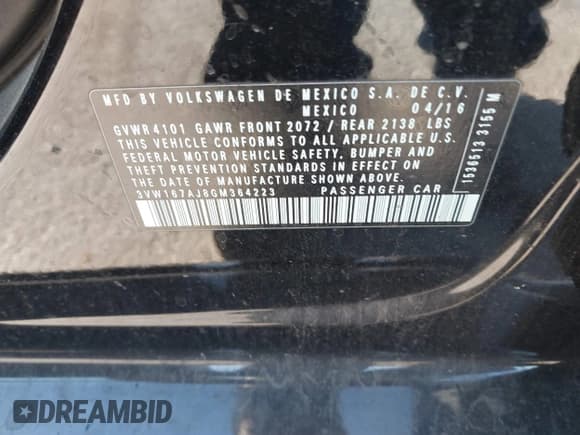 MFD BY VOLKSWAGEN DE MEXICO S.A. DE C.V.
MEXICO 04/16
GVWR 4101 GAWR FRONT 2072 / REAR 2138 LBS
THIS VEHICLE CONFORMS TO ALL APPLICABLE U.S.
FEDERAL MOTOR VEHICLE SAFETY, BUMPER AND
THEFT PREVENTION STANDARDS IN EFFECT ON
THE DATE OF MANUFACTURE SHOWN ABOVE.
3VW167AJ8GM364223 PASSENGER CAR
1536513 3155 M
DREAMBID